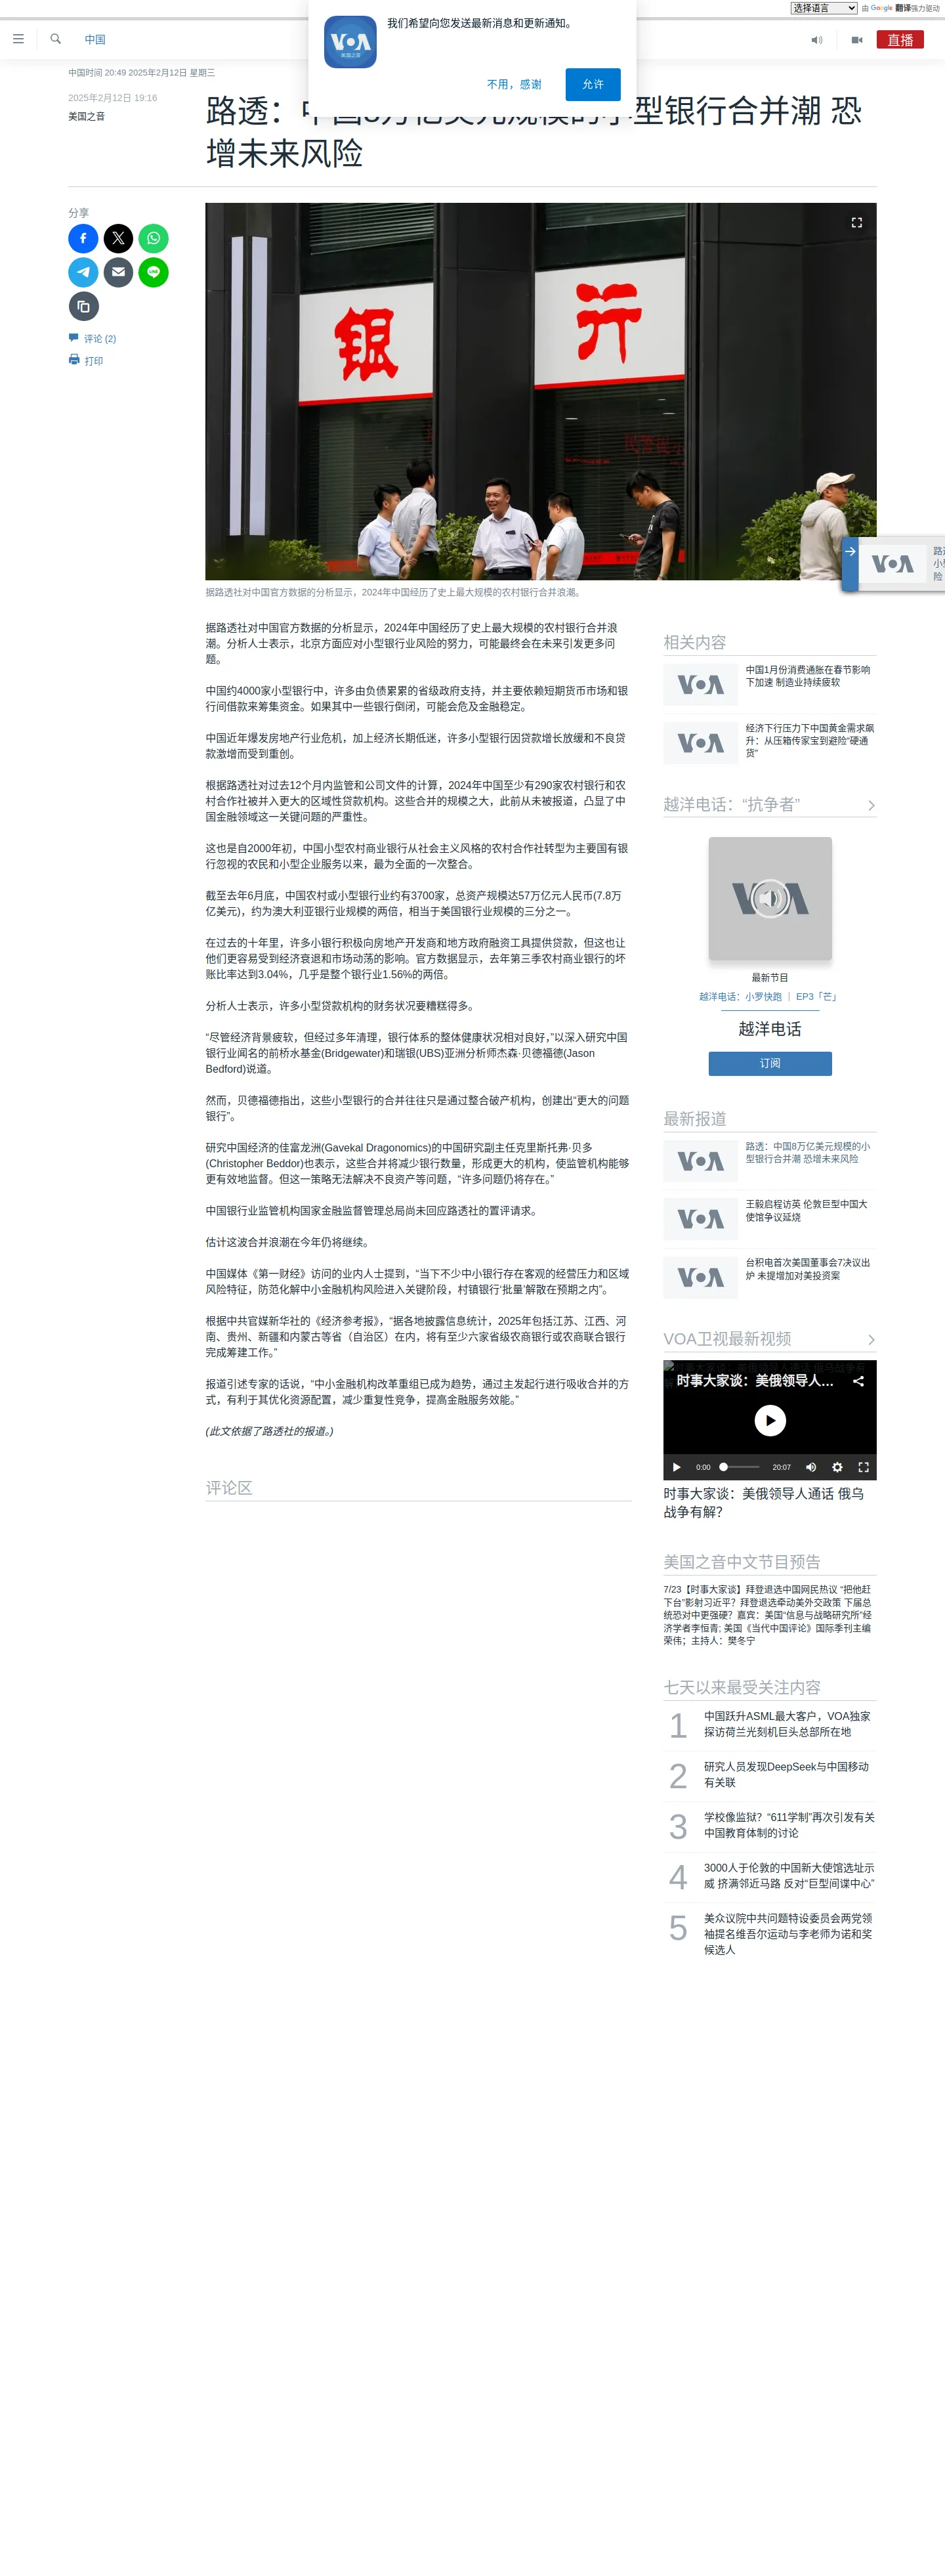 选择语言 由 Google 翻译强力驱动
我们希望向您发送最新消息和更新通知。
VOA
美国之音
不用，感谢
允许
中国
直播
中国时间 20:49 2025年2月12日 星期三
2025年2月12日 19:16
美国之音
路透：中国8万亿美元规模的小型银行合并潮 恐
增未来风险
分享
评论 (2)
打印
银
行
据路透社对中国官方数据的分析显示，2024年中国经历了史上最大规模的农村银行合并浪潮。
VOA
据路透社对中国官方数据的分析显示，2024年中国经历了史上最大规模的农村银行合并浪
潮。分析人士表示，北京方面应对小型银行业风险的努力，可能最终会在未来引发更多问
题。
中国约4000家小型银行中，许多由负债累累的省级政府支持，并主要依赖短期货币市场和银
行间借款来筹集资金。如果其中一些银行倒闭，可能会危及金融稳定。
中国近年爆发房地产行业危机，加上经济长期低迷，许多小型银行因贷款增长放缓和不良贷
款激增而受到重创。
根据路透社对过去12个月内监管和公司文件的计算，2024年中国至少有290家农村银行和农
村合作社被并入更大的区域性贷款机构。这些合并的规模之大，此前从未被报道，凸显了中
国金融领域这一关键问题的严重性。
这也是自2000年初，中国小型农村商业银行从社会主义风格的农村合作社转型为主要国有银
行忽视的农民和小型企业服务以来，最为全面的一次整合。
截至去年6月底，中国农村或小型银行业约有3700家，总资产规模达57万亿元人民币(7.8万
亿美元)，约为澳大利亚银行业规模的两倍，相当于美国银行业规模的三分之一。
在过去的十年里，许多小银行积极向房地产开发商和地方政府融资工具提供贷款，但这也让
他们更容易受到经济衰退和市场动荡的影响。官方数据显示，去年第三季农村商业银行的坏
账比率达到3.04%，几乎是整个银行业1.56%的两倍。
分析人士表示，许多小型贷款机构的财务状况要糟糕得多。
“尽管经济背景疲软，但经过多年清理，银行体系的整体健康状况相对良好，”以深入研究中国
银行业闻名的前桥水基金(Bridgewater)和瑞银(UBS)亚洲分析师杰森·贝德福德(Jason
Bedford)说道。
然而，贝德福德指出，这些小型银行的合并往往只是通过整合破产机构，创建出“更大的问题
银行”。
研究中国经济的佳富龙洲(Gavekal Dragonomics)的中国研究副主任克里斯托弗·贝多
(Christopher Beddor)也表示，这些合并将减少银行数量，形成更大的机构，使监管机构能够
更有效地监督。但这一策略无法解决不良资产等问题，“许多问题仍将存在。”
中国银行业监管机构国家金融监督管理总局尚未回应路透社的置评请求。
估计这波合并浪潮在今年仍将继续。
中国媒体《第一财经》访问的业内人士提到，“当下不少中小银行存在客观的经营压力和区域
风险特征，防范化解中小金融机构风险进入关键阶段，村镇银行‘批量’解散在预期之内”。
根据中共官媒新华社的《经济参考报》，“据各地披露信息统计，2025年包括江苏、江西、河
南、贵州、新疆和内蒙古等省（自治区）在内，将有至少六家省级农商银行或农商联合银行
完成筹建工作。”
报道引述专家的话说，“中小金融机构改革重组已成为趋势，通过主发起行进行吸收合并的方
式，有利于其优化资源配置，减少重复性竞争，提高金融服务效能。”
(此文依据了路透社的报道。)
评论区
相关内容
VOA
中国1月份消费通胀在春节影响
下加速 制造业持续疲软
VOA
经济下行压力下中国黄金需求飙
升：从压箱传家宝到避险“硬通
货”
越洋电话：“抗争者”
VOA
最新节目
越洋电话：小罗快跑 ｜ EP3「芒」
越洋电话
订阅
最新报道
VOA
路透：中国8万亿美元规模的小
型银行合并潮 恐增未来风险
VOA
王毅启程访英 伦敦巨型中国大
使馆争议延烧
VOA
台积电首次美国董事会7决议出
炉 未提增加对美投资案
VOA卫视最新视频
时事大家谈：美俄领导人…
0:00 20:07
时事大家谈：美俄领导人通话 俄乌
战争有解？
美国之音中文节目预告
7/23【时事大家谈】拜登退选中国网民热议 “把他赶
下台”影射习近平？拜登退选牵动美外交政策 下届总
统恐对中更强硬？嘉宾：美国“信息与战略研究所”经
济学者李恒青; 美国《当代中国评论》国际季刊主编
荣伟；主持人：樊冬宁
七天以来最受关注内容
1 中国跃升ASML最大客户，VOA独家
探访荷兰光刻机巨头总部所在地
2 研究人员发现DeepSeek与中国移动
有关联
3 学校像监狱？“611学制”再次引发有关
中国教育体制的讨论
4 3000人于伦敦的中国新大使馆选址示
威 挤满邻近马路 反对“巨型间谍中心”
5 美众议院中共问题特设委员会两党领
袖提名维吾尔运动与李老师为诺和奖
候选人